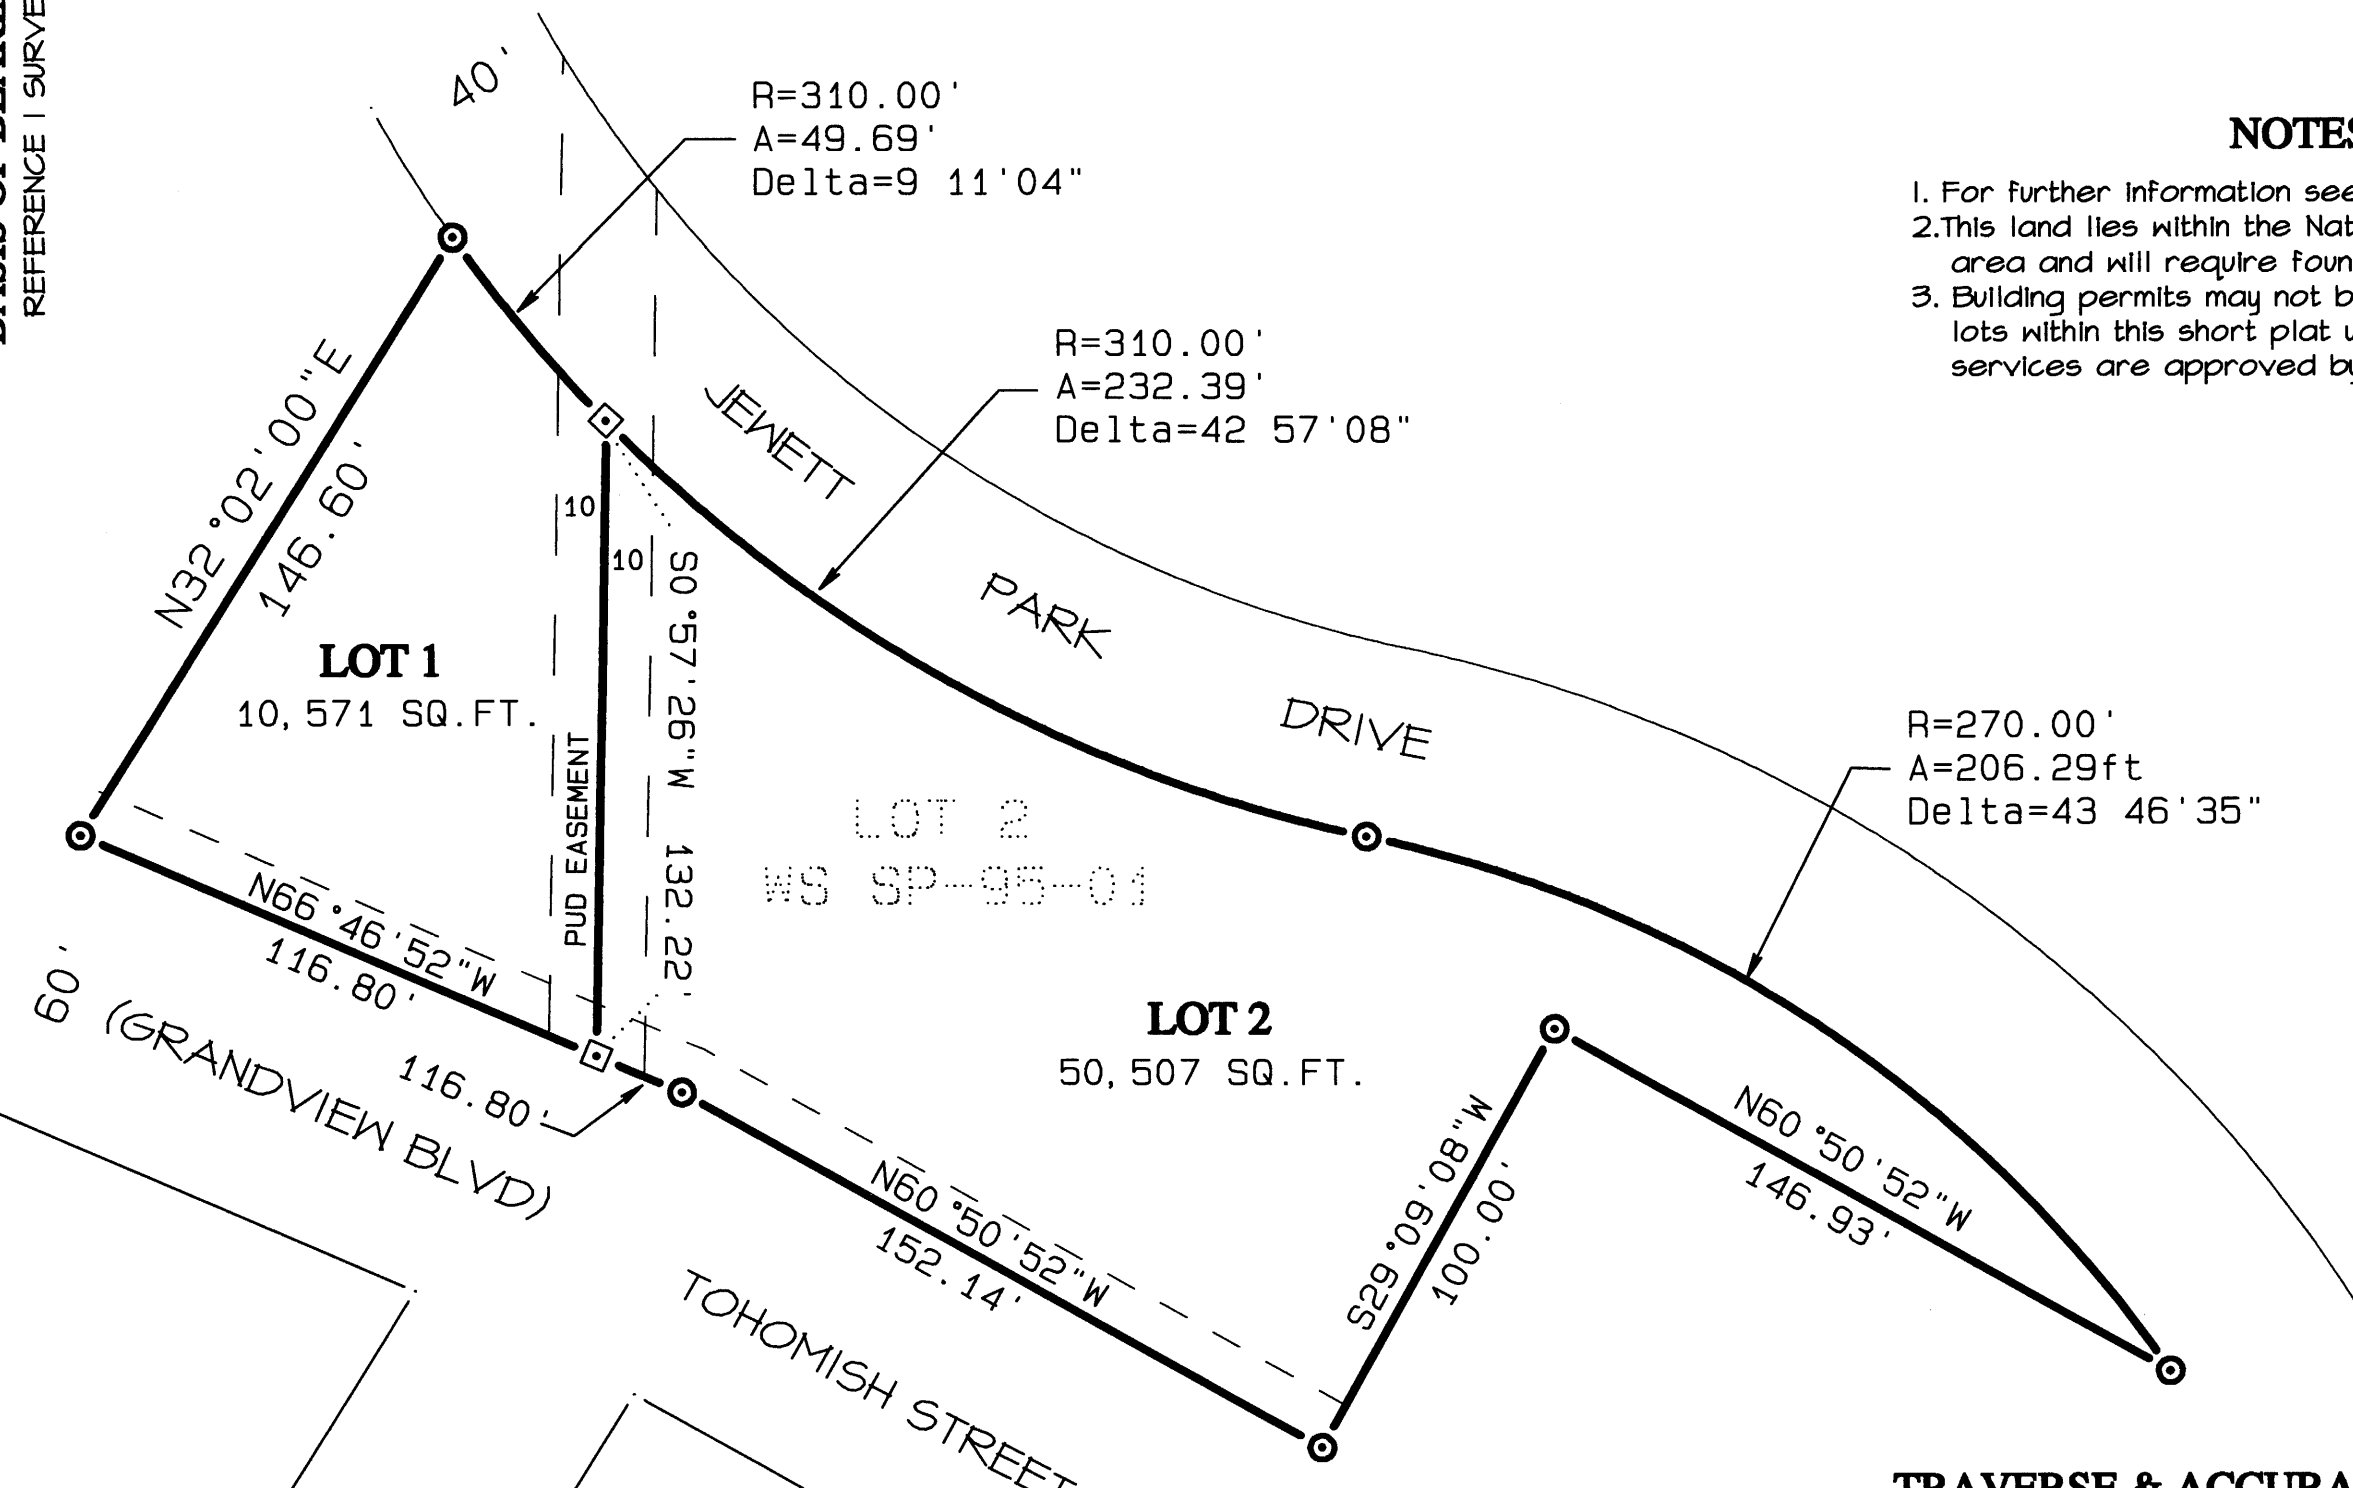 REFERENCE | SURVE
40'
R=310.00'
A=49.69'
Delta=9 11'04"
NOTES
1. For further information see
2.This land lies within the Nat
area and will require foun
3. Building permits may not b
lots within this short plat u
services are approved by
R=310.00'
A=232.39'
Delta=42 57'08"
JEWETT
PARK
DRIVE
N32°02'00"E
146.60'
10
10
S0°57'26"W 132.22'
LOT 1
10,571 SQ.FT.
PUD EASEMENT
LOT 2
WS SP-95-01
R=270.00'
A=206.29ft
Delta=43 46'35"
N66°46'52"W
116.80'
60'
(GRANDVIEW BLVD)
116.80'
LOT 2
50,507 SQ.FT.
N60°50'52"W
152.14'
S29°09'08"W
100.00'
N60°50'52"W
146.93'
TOHOMISH STREET
TRAVERSE & ACCURA